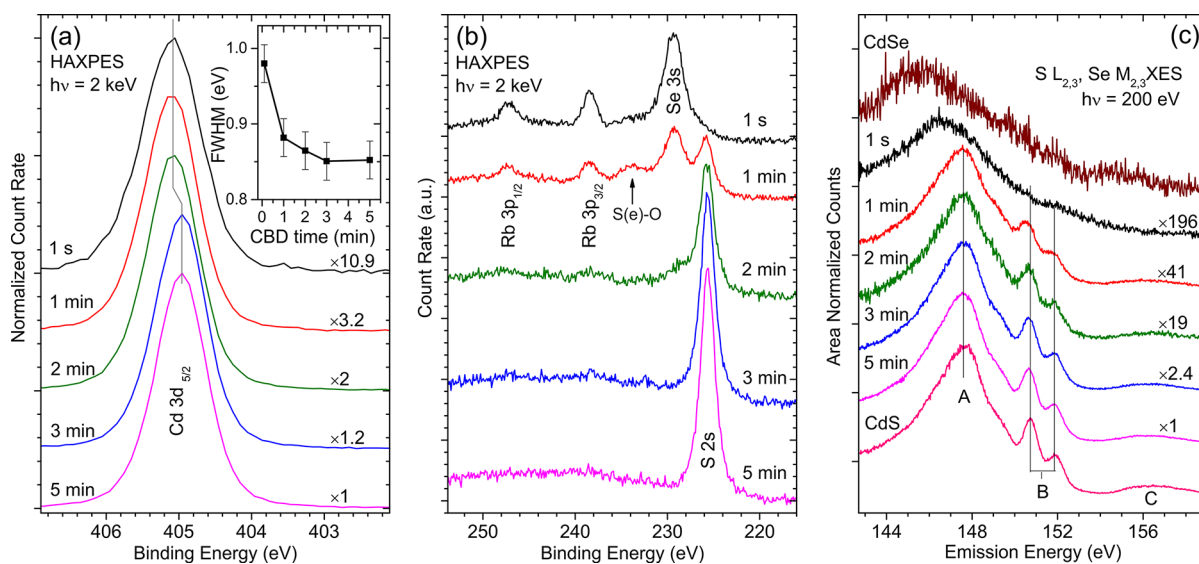 (a)
HAXPES
hν = 2 keV
1.0
0.9
0.8
FWHM (eV)
0 1 2 3 4 5
CBD time (min)
1 s
×10.9
1 min
×3.2
2 min
×2
3 min
×1.2
5 min
×1
Cd 3d 5/2
Normalized Count Rate
406 405 404 403
Binding Energy (eV)
(b)
HAXPES
hν = 2 keV
Se 3s
1 s
1 min
Rb 3p1/2
Rb 3p3/2
S(e)-O
2 min
3 min
S 2s
5 min
Count Rate (a.u.)
250 240 230 220
Binding Energy (eV)
(c)
CdSe
S L2,3, Se M2,3XES
hν = 200 eV
1 s
×196
1 min
×41
2 min
×19
3 min
×2.4
5 min
×1
A
CdS
B
C
Area Normalized Counts
144 148 152 156
Emission Energy (eV)